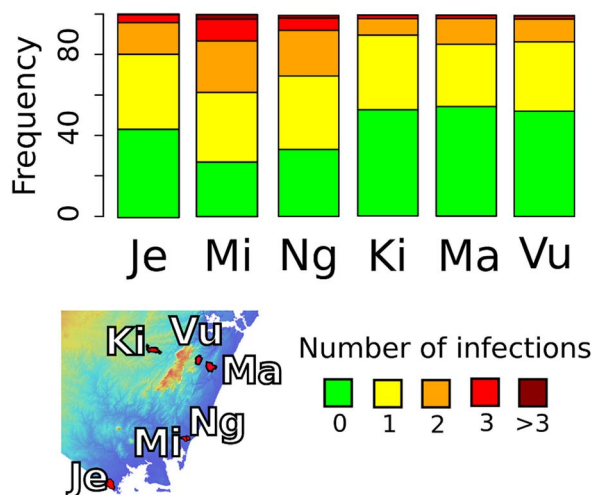 Frequency
80
40
0
Je Mi Ng Ki Ma Vu
Ki Vu
Ma
Ng
Mi
Je
Number of infections
0 1 2 3 >3